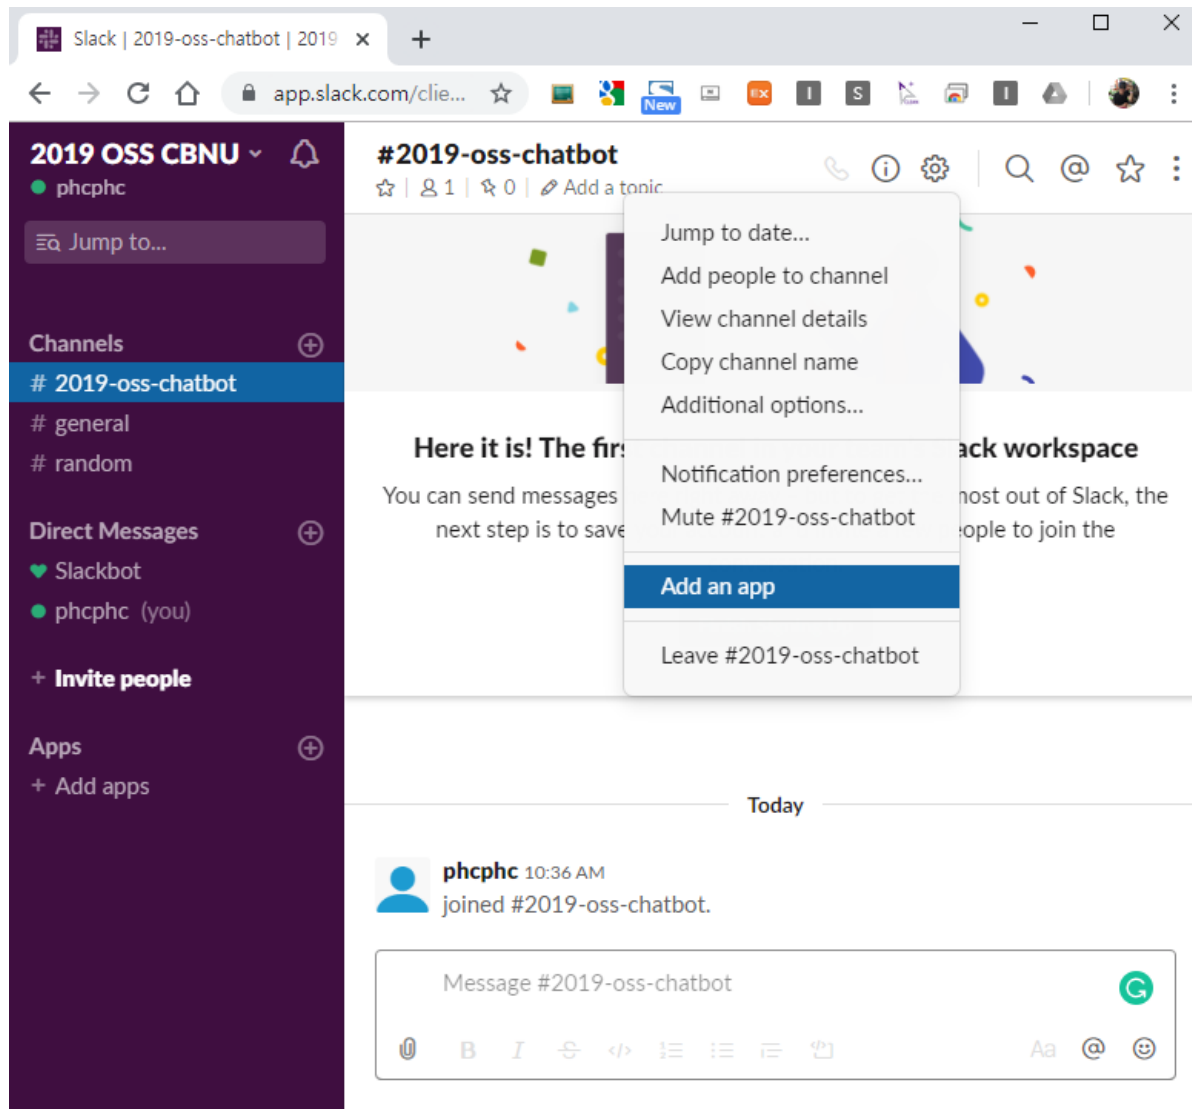 Slack | 2019-oss-chatbot | 2019
app.slack.com/clie...
New
EX
I
S
I
2019 OSS CBNU
phcphc
Jump to...
Channels
# 2019-oss-chatbot
# general
# random
Direct Messages
Slackbot
phcphc (you)
+ Invite people
Apps
+ Add apps
#2019-oss-chatbot
1 | 0 | Add a topic
Jump to date...
Add people to channel
View channel details
Copy channel name
Additional options...
Notification preferences...
Mute #2019-oss-chatbot
Add an app
Leave #2019-oss-chatbot
Here it is! The workspace
You can send messages out of Slack, the
next step is to save to join the
Today
phcphc 10:36 AM
joined #2019-oss-chatbot.
Message #2019-oss-chatbot
B I S </> Aa @